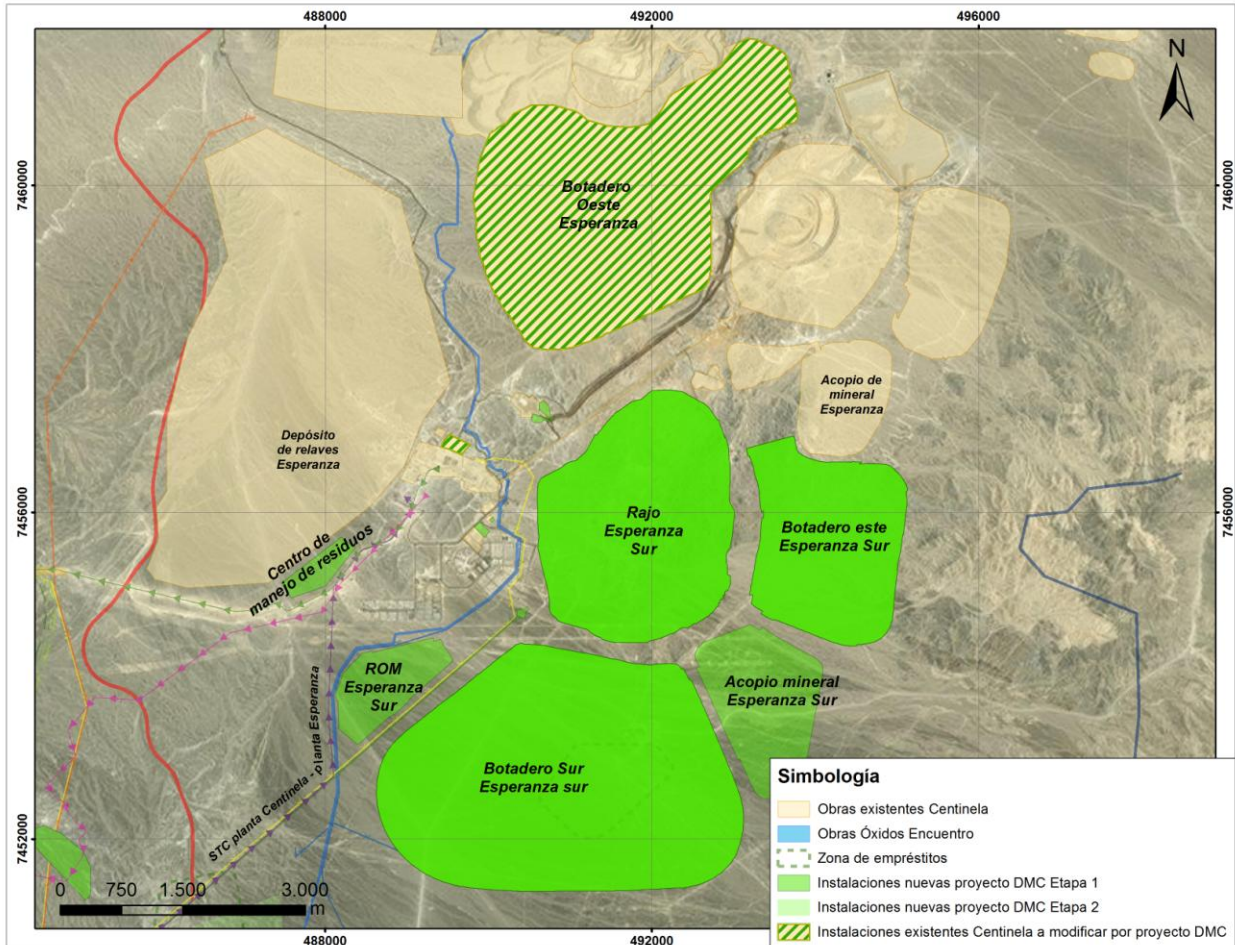 488000
492000
496000
N
7460000
7460000
Botadero
Oeste
Esperanza
Acopio de
mineral
Esperanza
Depósito
de relaves
Esperanza
7456000
7456000
Rajo
Esperanza
Sur
Botadero este
Esperanza Sur
Centro de
manejo de residuos
ROM
Esperanza
Sur
Acopio mineral
Esperanza Sur
STC planta Centinela - planta Esperanza
Botadero Sur
Esperanza sur
7452000
7452000
0 750 1.500 3.000
m
Simbología
Obras existentes Centinela
Obras Óxidos Encuentro
Zona de empréstitos
Instalaciones nuevas proyecto DMC Etapa 1
Instalaciones nuevas proyecto DMC Etapa 2
Instalaciones existentes Centinela a modificar por proyecto DMC
488000
492000